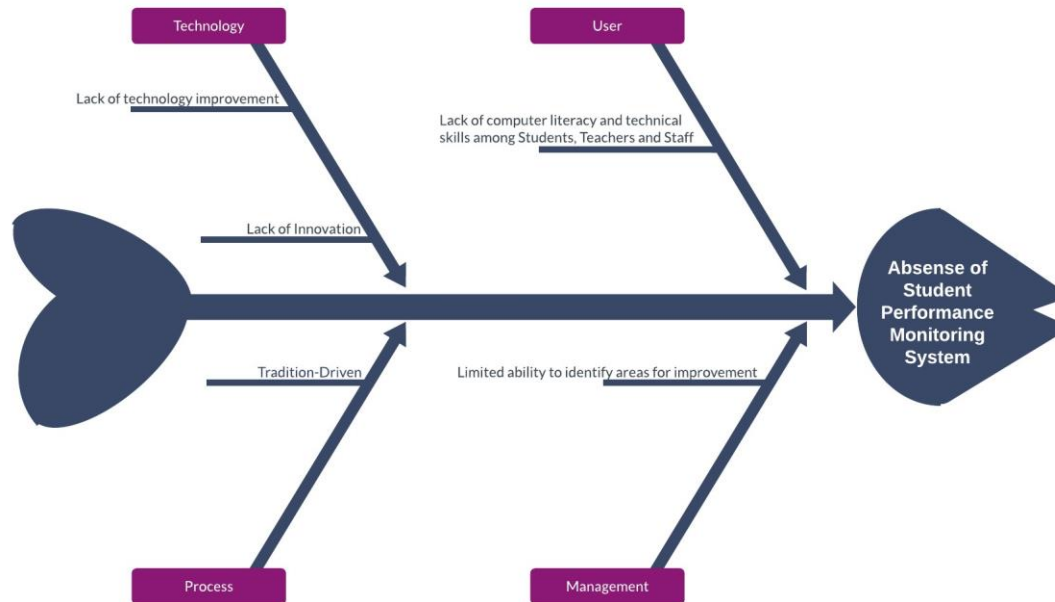 Technology
User
Lack of technology improvement
Lack of computer literacy and technical
skills among Students, Teachers and Staff
Lack of Innovation
Absense of
Student
Performance
Monitoring
System
Tradition-Driven
Limited ability to identify areas for improvement
Process
Management